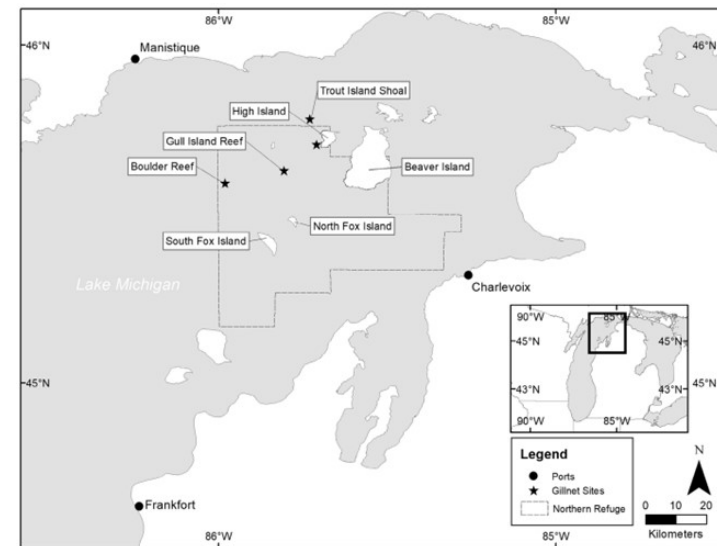 86°W
85°W
46°N
46°N
Manistique
Trout Island Shoal
High Island
Gull Island Reef
Boulder Reef
Beaver Island
North Fox Island
South Fox Island
Lake Michigan
Charlevoix
90°W
85°W
45°N
45°N
43°N
43°N
90°W
85°W
45°N
45°N
Legend
Ports
Gillnet Sites
Northern Refuge
N
0 10 20
Kilometers
Frankfort
86°W
85°W